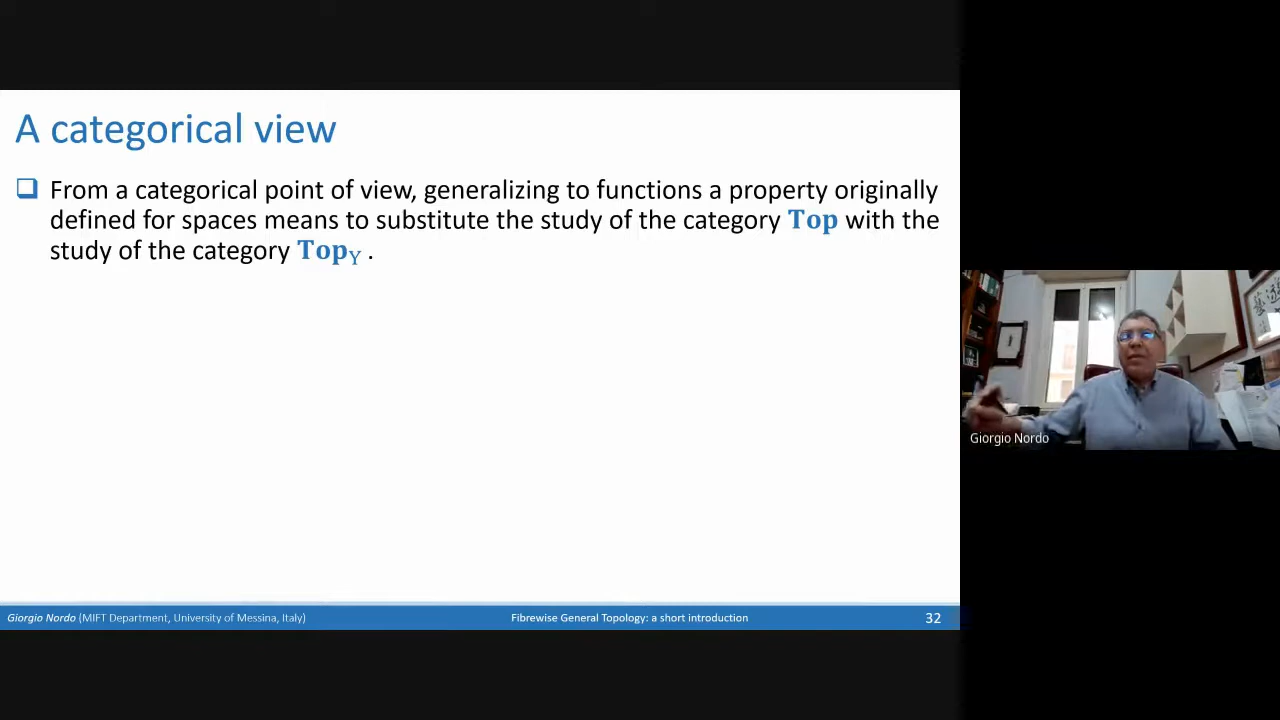 A categorical view
From a categorical point of view, generalizing to functions a property originally
defined for spaces means to substitute the study of the category Top with the
study of the category Top_Y .
Giorgio Nordo
Giorgio Nordo (MIFT Department, University of Messina, Italy)
Fibrewise General Topology: a short introduction
32